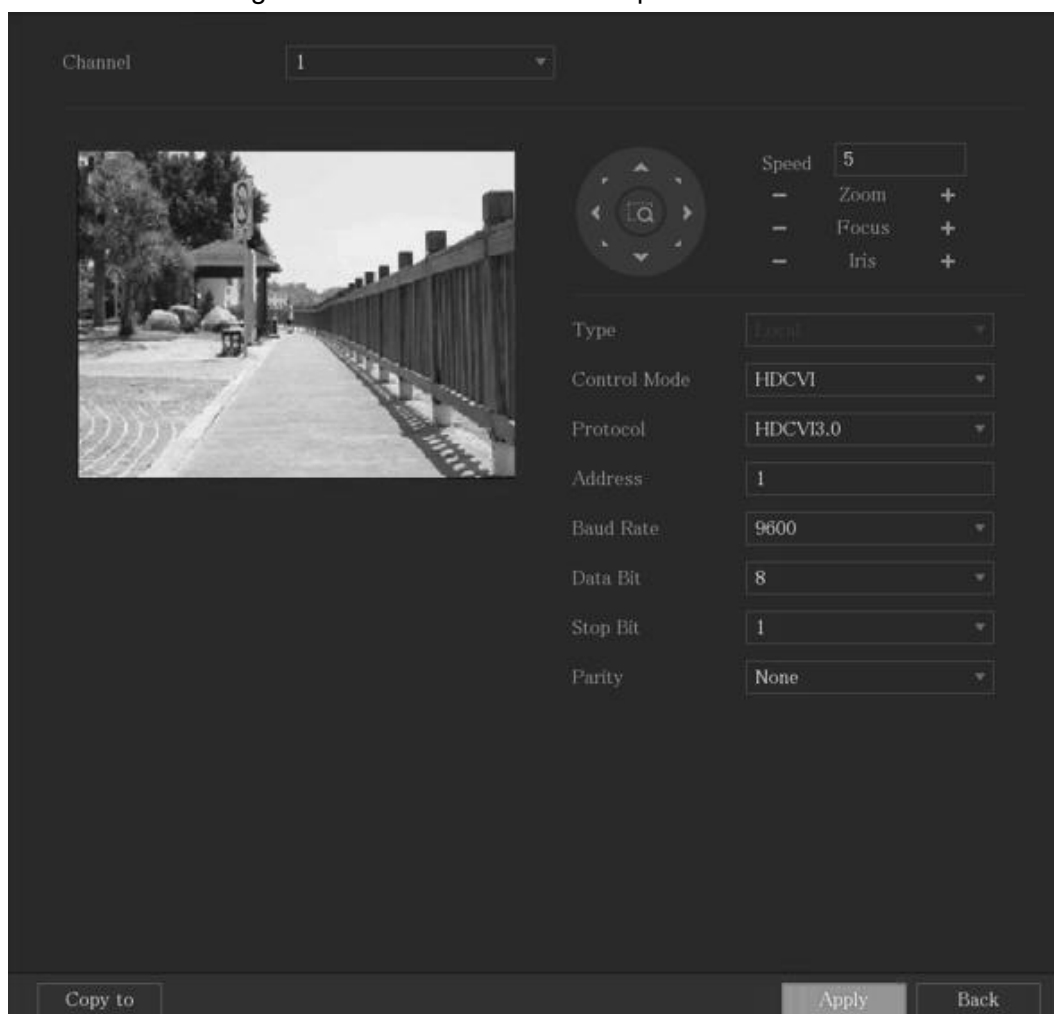 Channel 1
Speed 5
- Zoom +
- Focus +
- Iris +
Type Local
Control Mode HDCVI
Protocol HDCVI3.0
Address 1
Baud Rate 9600
Data Bit 8
Stop Bit 1
Parity None
Copy to Apply Back